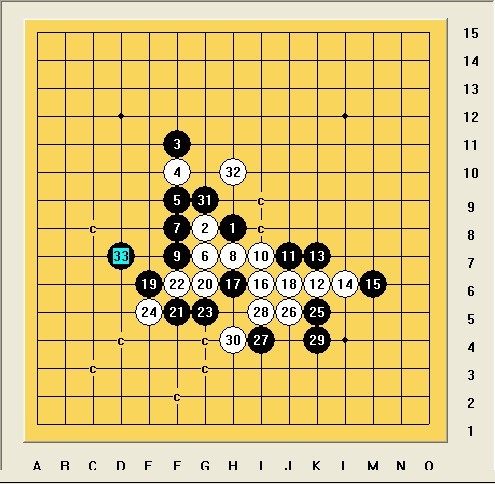 15
14
13
12
3 11
4 32 10
5 31 C 9
C 7 2 1 C 8
33 9 6 8 10 11 13 7
19 22 20 17 16 18 12 14 15 6
24 21 23 28 26 25 5
C C 30 27 29 4
C C 3
C 2
1
A B C D E F G H I J K L M N O